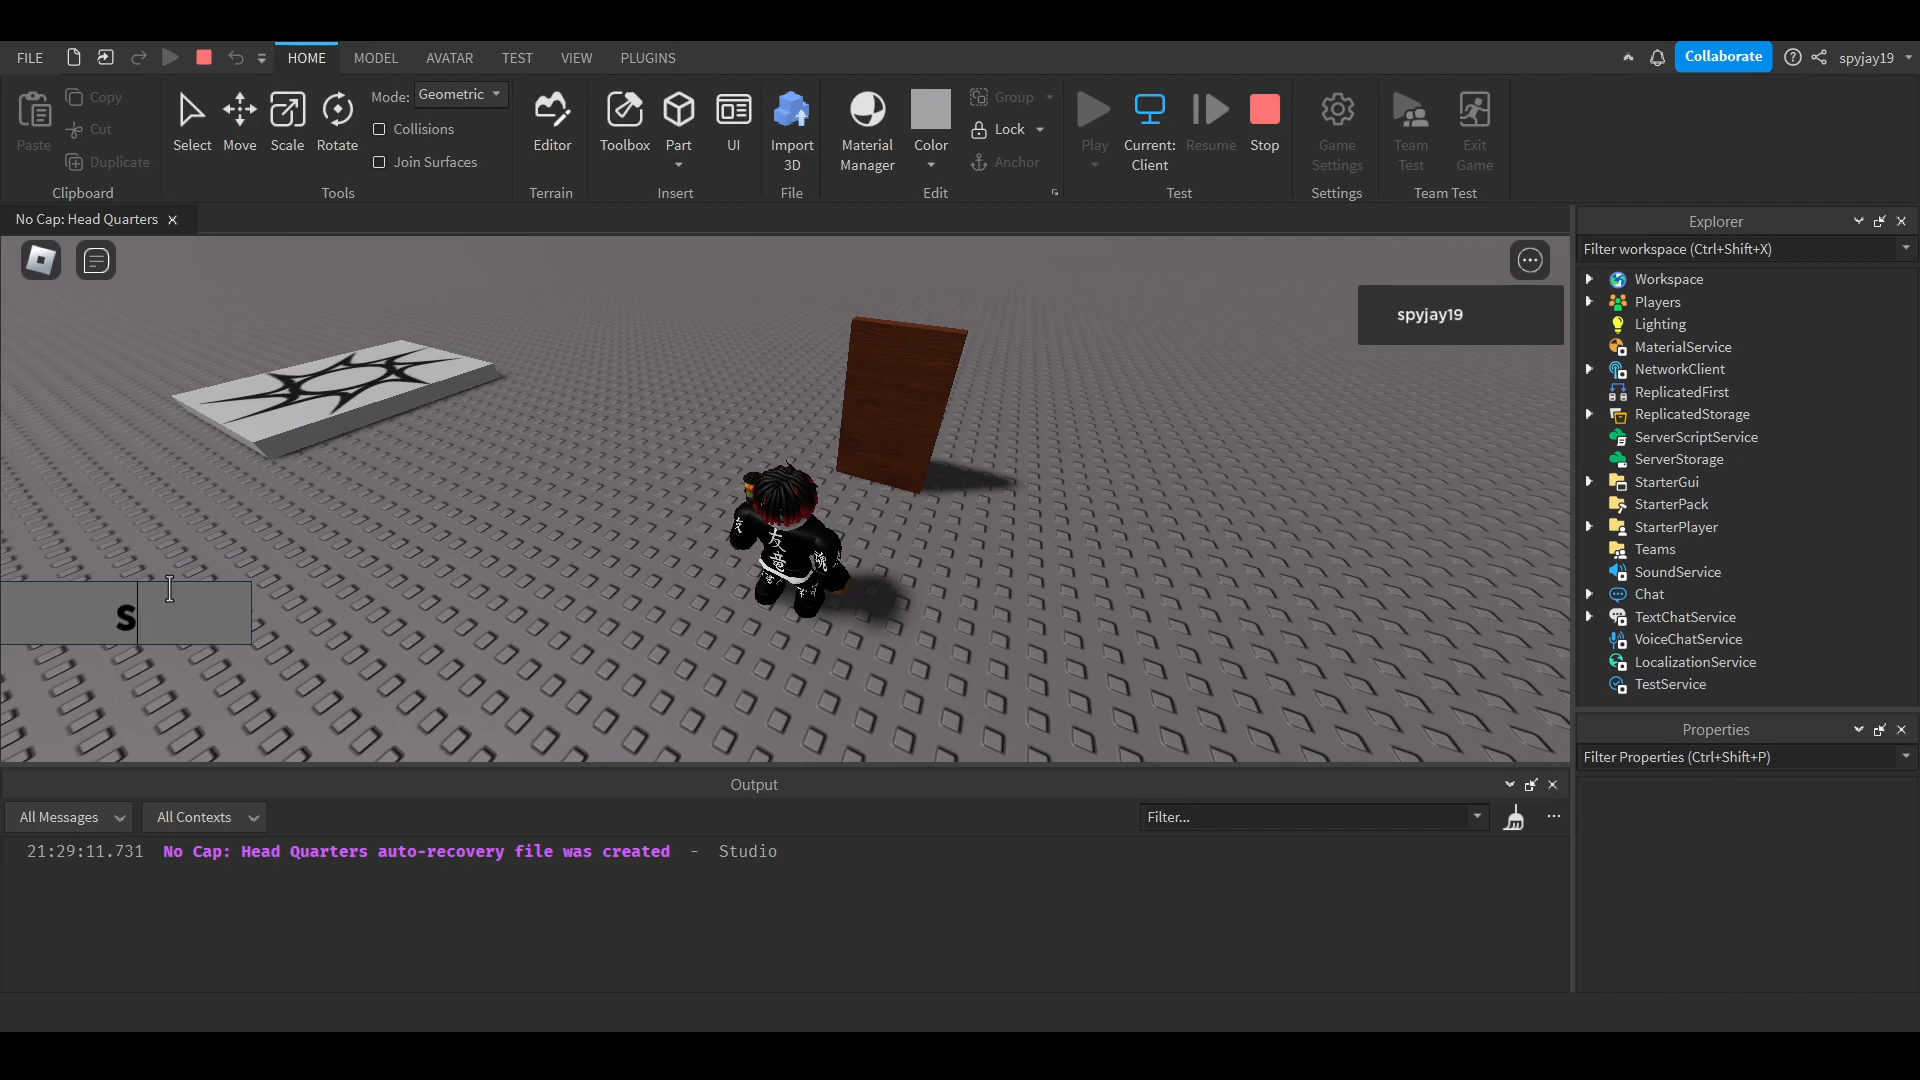 FILE
HOME
MODEL
AVATAR
TEST
VIEW
PLUGINS
Collaborate
spyjay19
Paste
Copy
Cut
Duplicate
Clipboard
Select
Move
Scale
Rotate
Mode: Geometric
Collisions
Join Surfaces
Tools
Editor
Terrain
Toolbox
Part
UI
Insert
Import
3D
File
Material
Manager
Color
Group
Lock
Anchor
Edit
Play
Current:
Client
Resume
Stop
Test
Game
Settings
Settings
Team
Test
Exit
Game
Team Test
No Cap: Head Quarters
spyjay19
友
竜
S
Explorer
Filter workspace (Ctrl+Shift+X)
Workspace
Players
Lighting
MaterialService
NetworkClient
ReplicatedFirst
ReplicatedStorage
ServerScriptService
ServerStorage
StarterGui
StarterPack
StarterPlayer
Teams
SoundService
Chat
TextChatService
VoiceChatService
LocalizationService
TestService
Properties
Filter Properties (Ctrl+Shift+P)
Output
All Messages
All Contexts
Filter...
21:29:11.731 No Cap: Head Quarters auto-recovery file was created - Studio